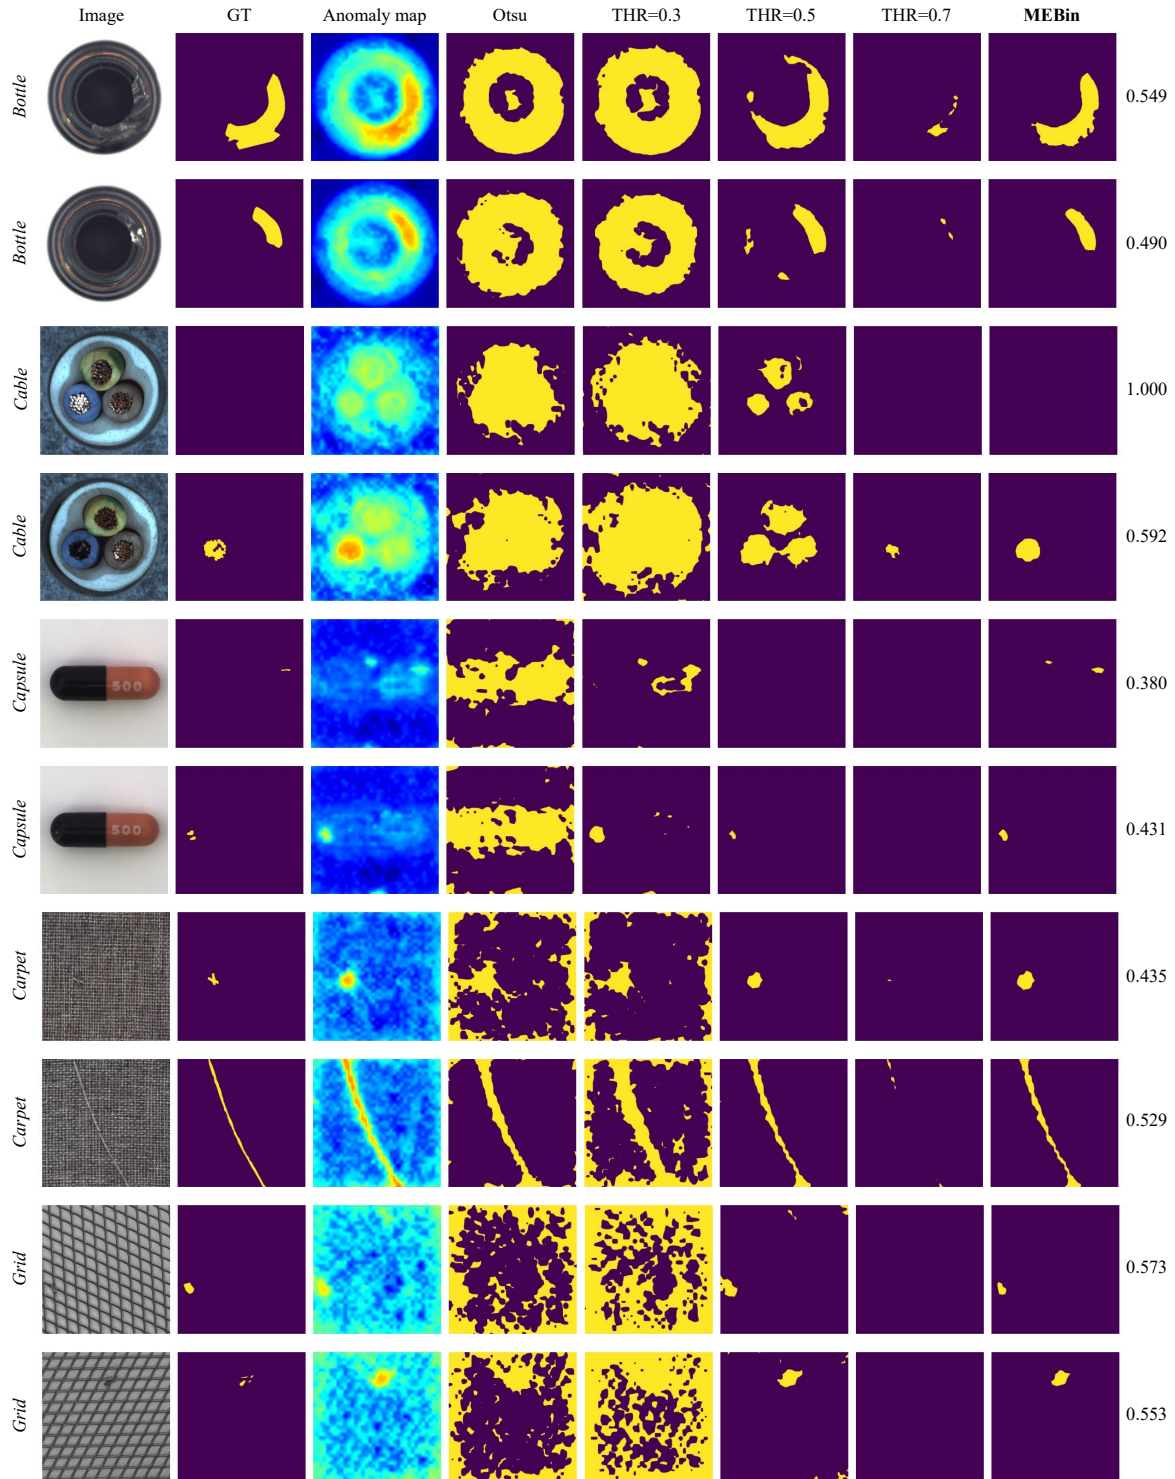 Image GT Anomaly map Otsu THR=0.3 THR=0.5 THR=0.7 MEBin
Bottle 0.549
Bottle 0.490
Cable 1.000
Cable 0.592
Capsule 500 0.380
Capsule 500 0.431
Carpet 0.435
Carpet 0.529
Grid 0.573
Grid 0.553